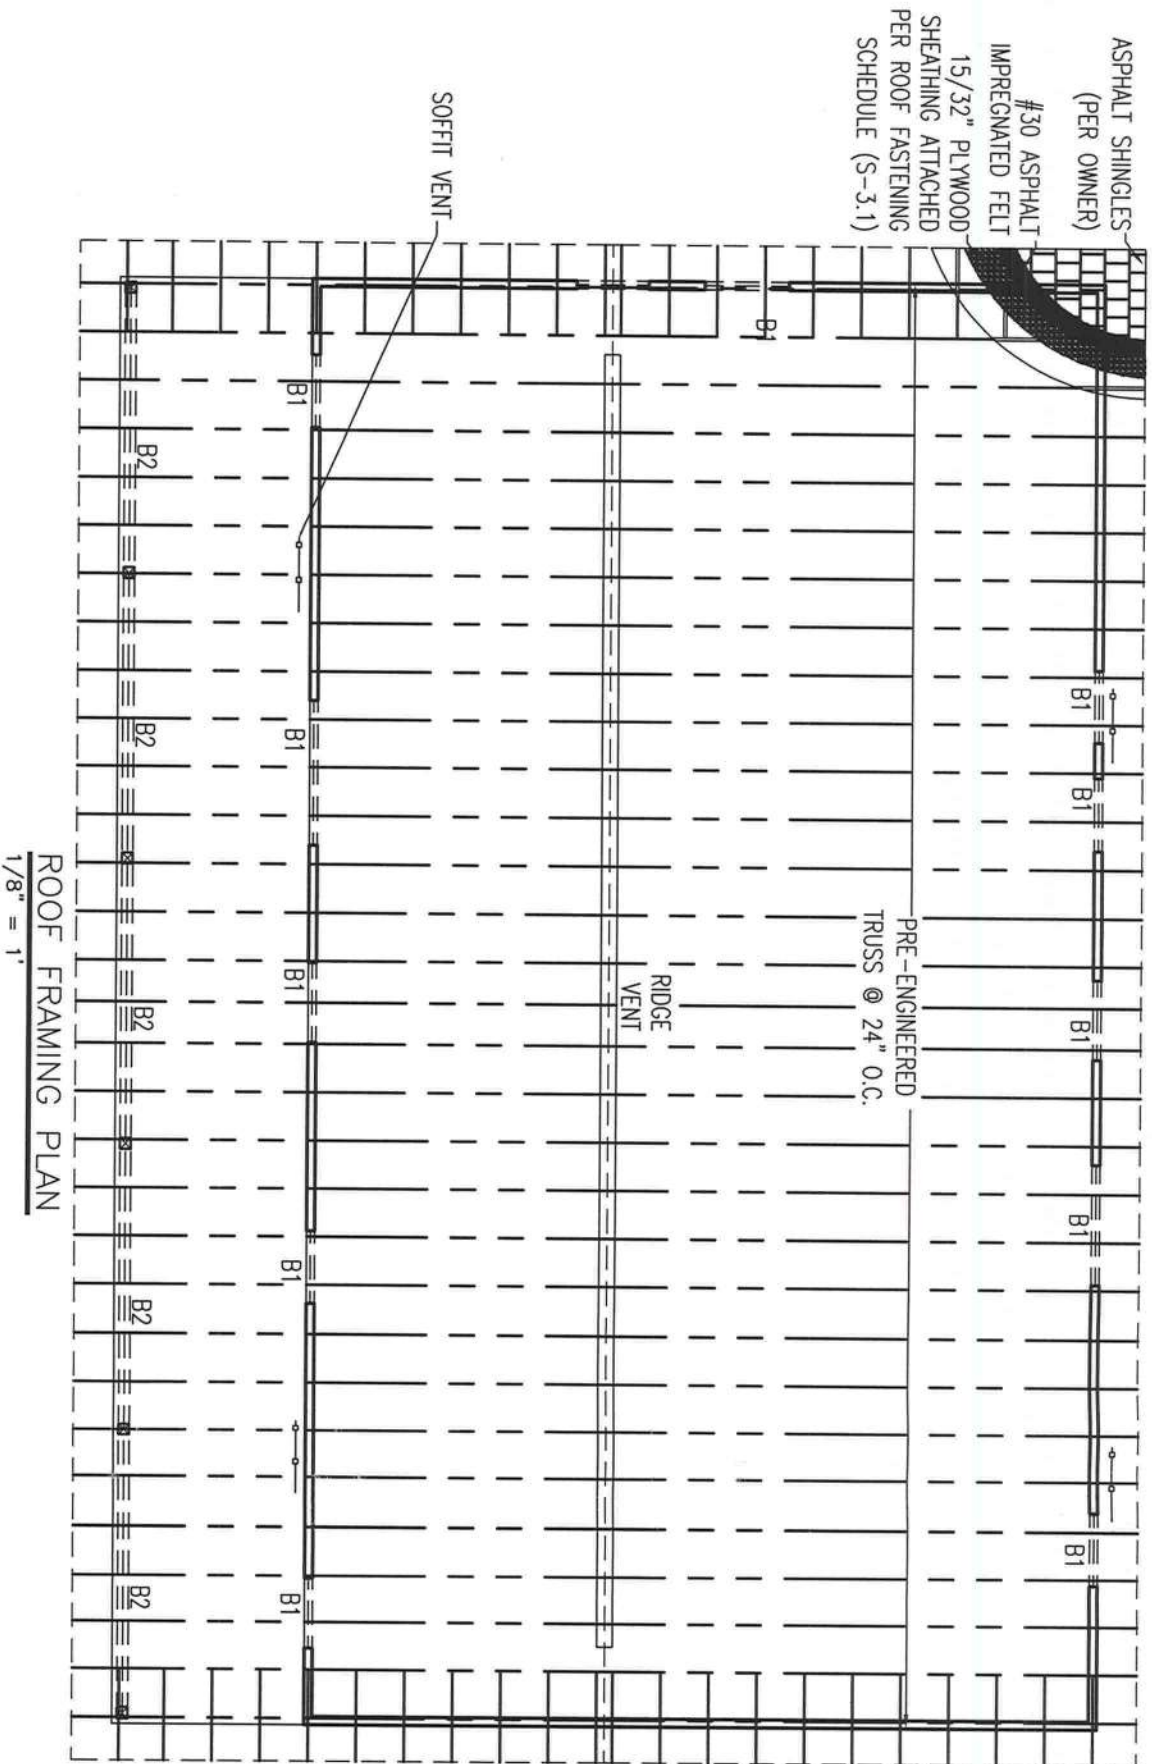 ASPHALT SHINGLES
(PER OWNER)
#30 ASPHALT
IMPREGNATED FELT
15/32" PLYWOOD
SHEATHING ATTACHED
PER ROOF FASTENING
SCHEDULE (S-3.1)
SOFFIT VENT
B1
B1
B1
B1
B1
B1
B1
PRE-ENGINEERED
TRUSS @ 24" O.C.
RIDGE
VENT
B1
B1
B1
B1
B1
B2
B2
B2
B2
B2
ROOF FRAMING PLAN
1/8" = 1'